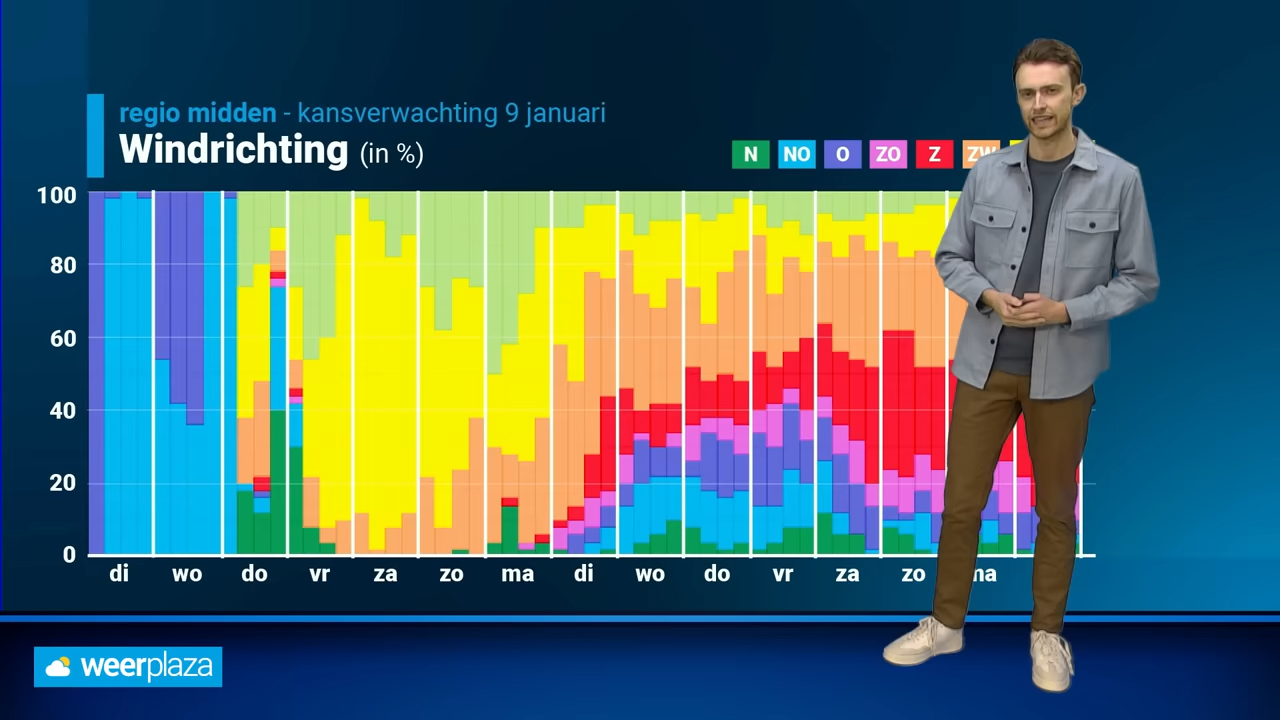 regio midden - kansverwachting 9 januari
Windrichting (in %)
N NO O ZO Z ZW
100
80
60
40
20
0
di wo do vr za zo ma di wo do vr za zo ma
weerplaza